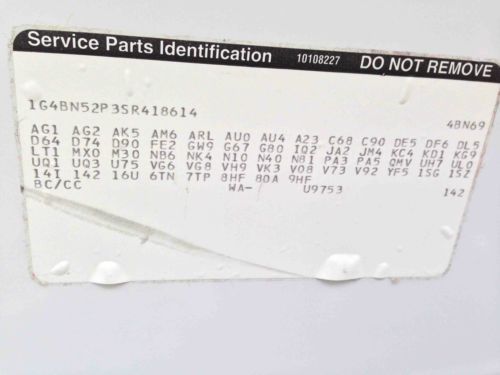 Service Parts Identification 10108227 DO NOT REMOVE
1G4BN52P3SR418614 4BN69
AG1 AG2 AK5 AM6 ARL AU0 AU4 A23 C68 C90 DE5 DF6 DL5
D64 D74 D90 FE2 GW9 G67 G80 IQ2 JA2 JM4 KC4 KD1 KG9
LT1 MX0 M30 NB6 NK4 N10 N40 N81 PA3 PA5 QMV UH7 UL0
UQ1 UQ3 U75 VG6 VG8 VH9 VK3 V08 V73 V92 YF5 1SG 1SZ
14I 142 16U 6TN 7TP 8HF 80A 9HF
BC/CC WA- U9753 142